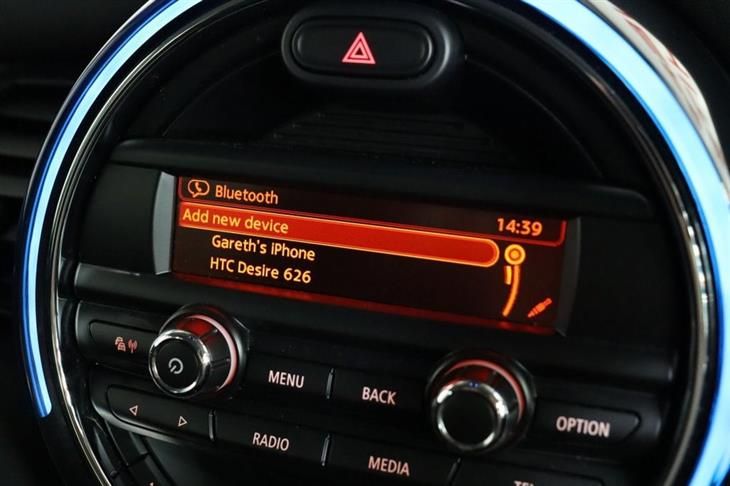 Bluetooth
14:39
Add new device
Gareth's iPhone
HTC Desire 626
MENU
BACK
OPTION
RADIO
MEDIA